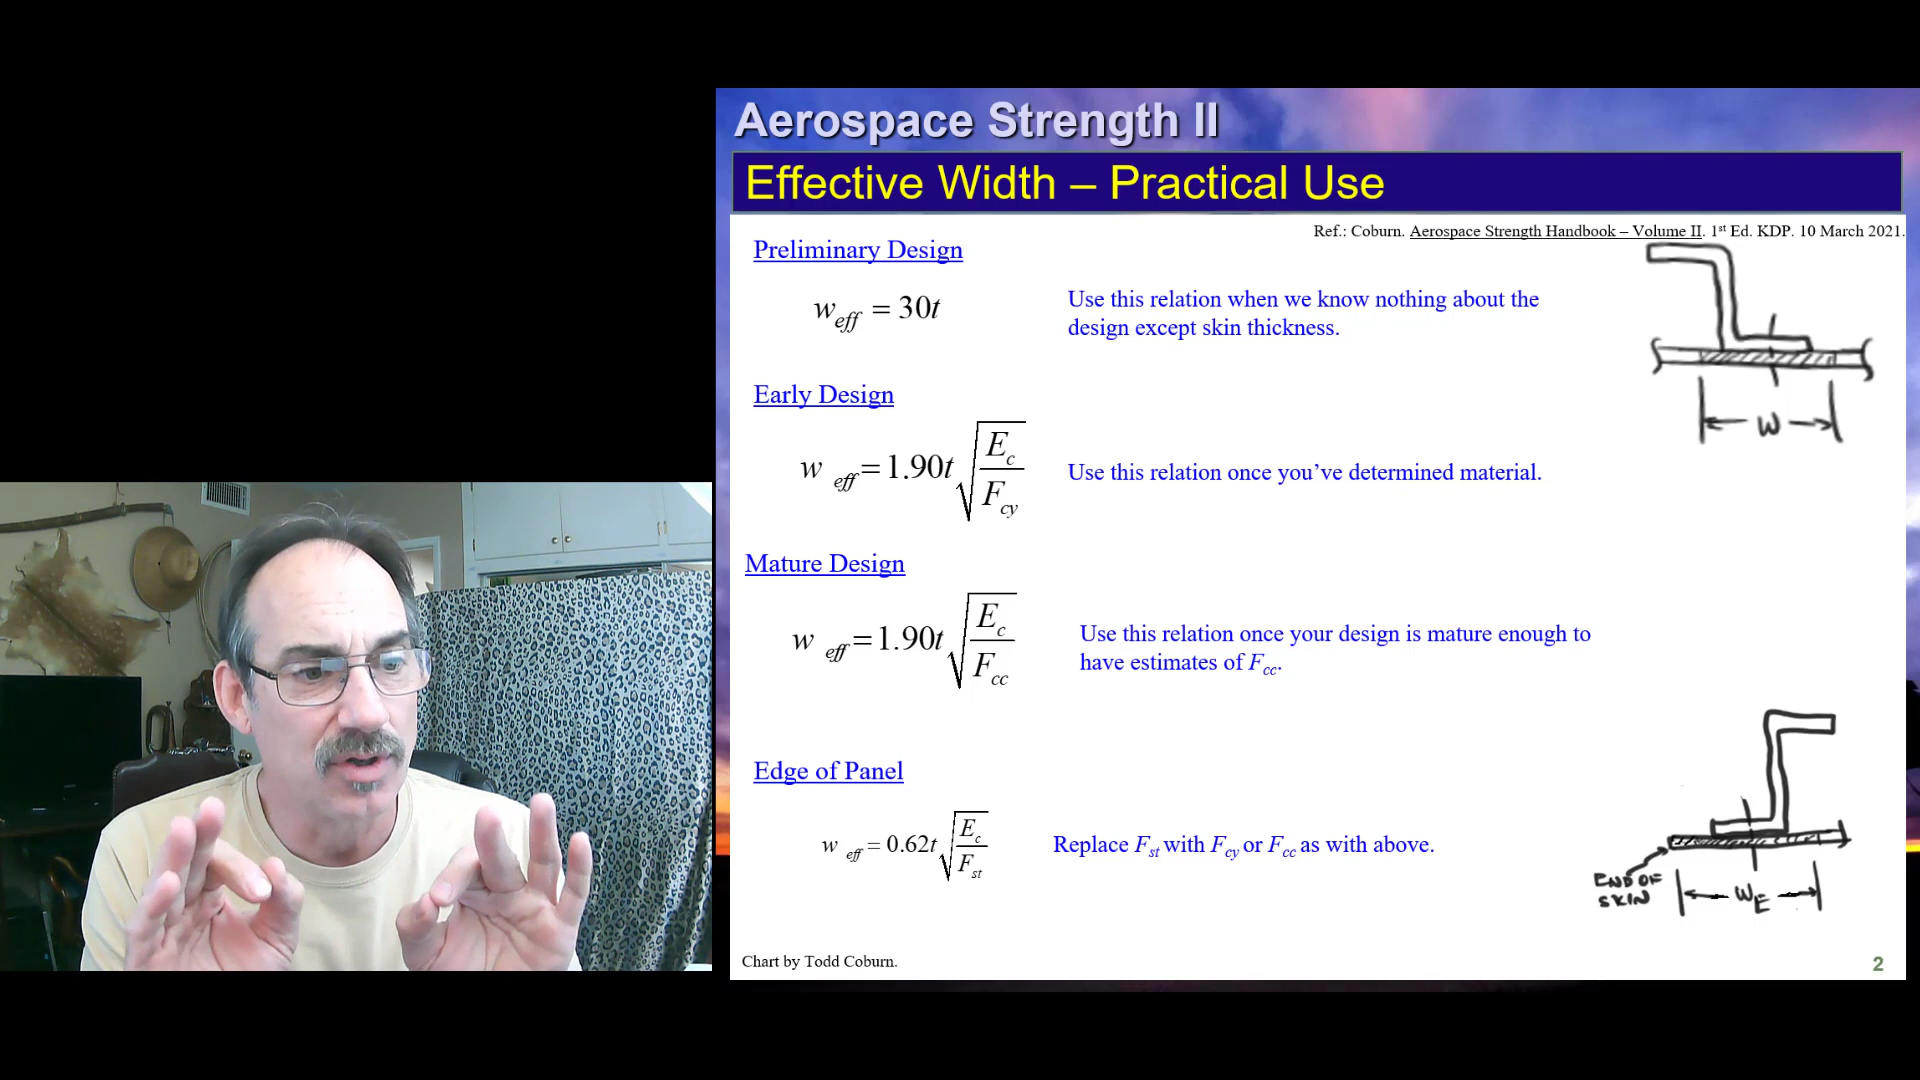 Aerospace Strength II
Effective Width – Practical Use
Ref.: Coburn. Aerospace Strength Handbook – Volume II. 1st Ed. KDP. 10 March 2021.
Preliminary Design
w_eff = 30t
Use this relation when we know nothing about the
design except skin thickness.
W
Early Design
w_eff = 1.90t√(E_c/F_cy)
Use this relation once you’ve determined material.
Mature Design
w_eff = 1.90t√(E_c/F_cc)
Use this relation once your design is mature enough to
have estimates of F_cc.
Edge of Panel
w_eff = 0.62t√(E_c/F_st)
Replace F_st with F_cy or F_cc as with above.
END OF
SKIN
W_E
Chart by Todd Coburn.
2